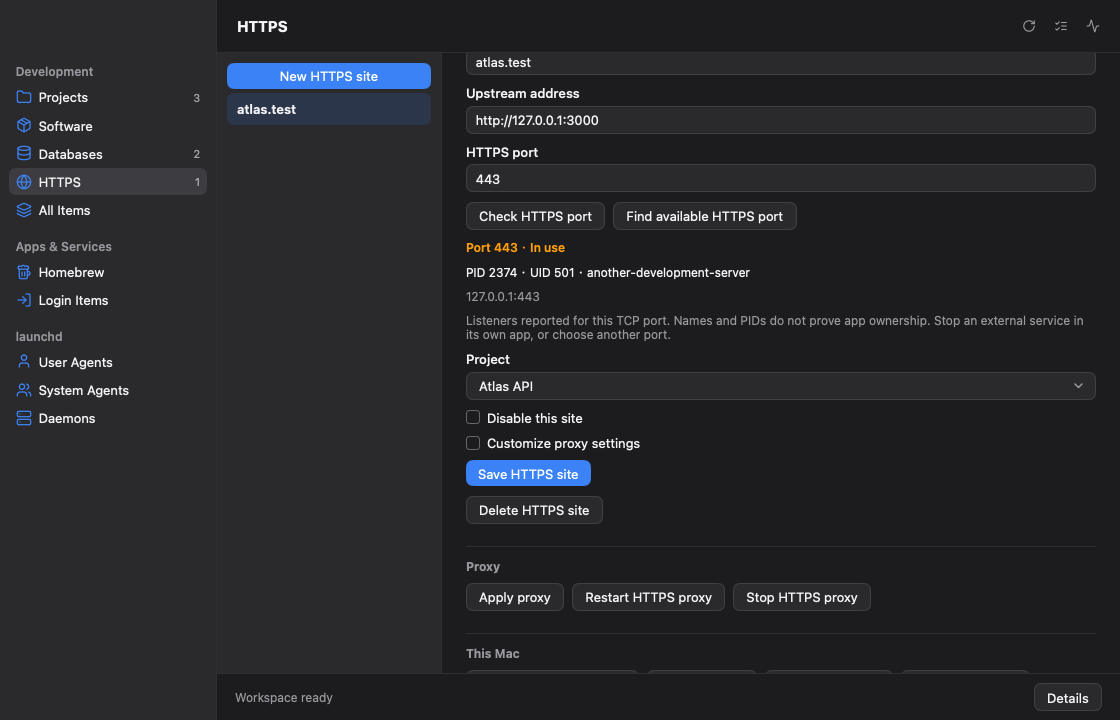 HTTPS
Development
Projects 3
Software
Databases 2
HTTPS 1
All Items
Apps & Services
Homebrew
Login Items
launchd
User Agents
System Agents
Daemons
New HTTPS site
atlas.test
atlas.test
Upstream address
http://127.0.0.1:3000
HTTPS port
443
Check HTTPS port
Find available HTTPS port
Port 443 · In use
PID 2374 · UID 501 · another-development-server
127.0.0.1:443
Listeners reported for this TCP port. Names and PIDs do not prove app ownership. Stop an external service in
its own app, or choose another port.
Project
Atlas API
Disable this site
Customize proxy settings
Save HTTPS site
Delete HTTPS site
Proxy
Apply proxy
Restart HTTPS proxy
Stop HTTPS proxy
This Mac
Workspace ready
Details